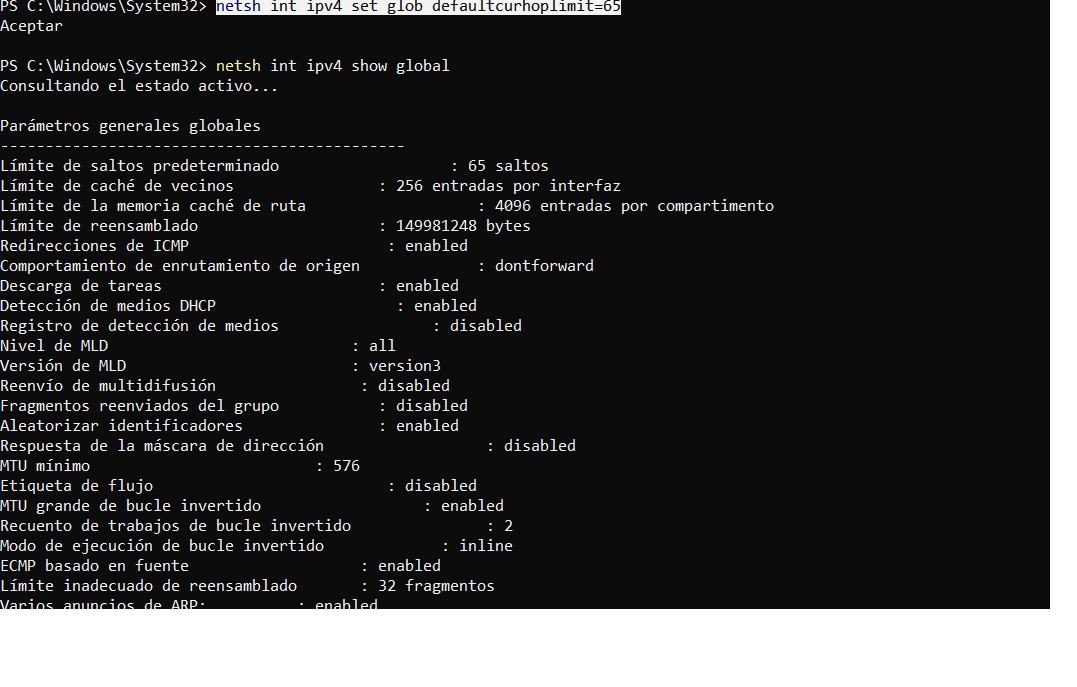 PS C:\Windows\System32> netsh int ipv4 set glob defaultcurhoplimit=65
Aceptar
PS C:\Windows\System32> netsh int ipv4 show global
Consultando el estado activo...
Parámetros generales globales
---------------------------------------------
Límite de saltos predeterminado : 65 saltos
Límite de caché de vecinos : 256 entradas por interfaz
Límite de la memoria caché de ruta : 4096 entradas por compartimento
Límite de reensamblado : 149981248 bytes
Redirecciones de ICMP : enabled
Comportamiento de enrutamiento de origen : dontforward
Descarga de tareas : enabled
Detección de medios DHCP : enabled
Registro de detección de medios : disabled
Nivel de MLD : all
Versión de MLD : version3
Reenvío de multidifusión : disabled
Fragmentos reenviados del grupo : disabled
Aleatorizar identificadores : enabled
Respuesta de la máscara de dirección : disabled
MTU mínimo : 576
Etiqueta de flujo : disabled
MTU grande de bucle invertido : enabled
Recuento de trabajos de bucle invertido : 2
Modo de ejecución de bucle invertido : inline
ECMP basado en fuente : enabled
Límite inadecuado de reensamblado : 32 fragmentos
Varios anuncios de ARP: : enabled